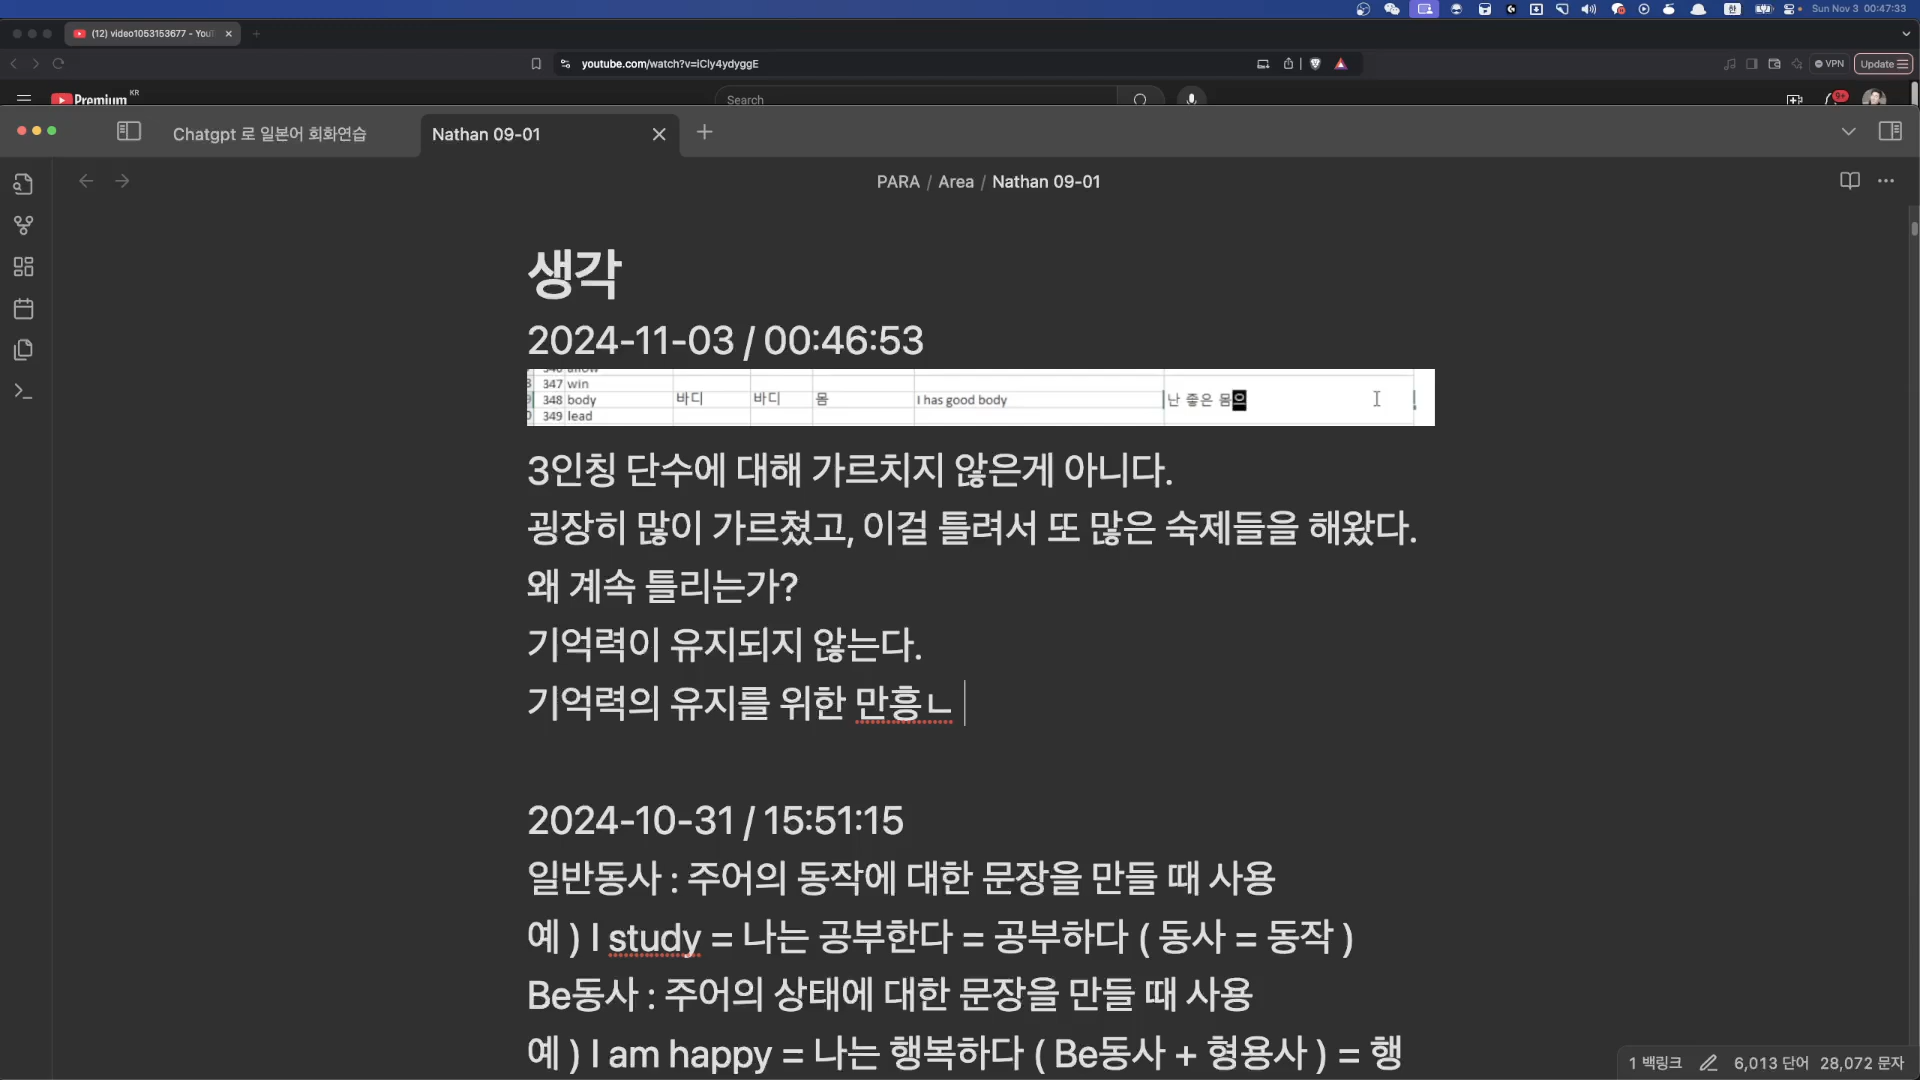 Sun Nov 3 00:47:33
(12) video1053153677 - YouT
youtube.com/watch?v=lCly4ydyggE
VPN
Update
Premium KR
Search
9+
Chatgpt 로 일본어 회화연습
Nathan 09-01
PARA / Area / Nathan 09-01
생각
2024-11-03 / 00:46:53
347 win
348 body 바디 바디 몸 I has good body 난 좋은 몸으
349 lead
3인칭 단수에 대해 가르치지 않은게 아니다.
굉장히 많이 가르쳤고, 이걸 틀려서 또 많은 숙제들을 해왔다.
왜 계속 틀리는가?
기억력이 유지되지 않는다.
기억력의 유지를 위한 만흥ㄴ
2024-10-31 / 15:51:15
일반동사 : 주어의 동작에 대한 문장을 만들 때 사용
예 ) I study = 나는 공부한다 = 공부하다 ( 동사 = 동작 )
Be동사 : 주어의 상태에 대한 문장을 만들 때 사용
예 ) I am happy = 나는 행복하다 ( Be동사 + 형용사 ) = 행
1 백링크 6,013 단어 28,072 문자